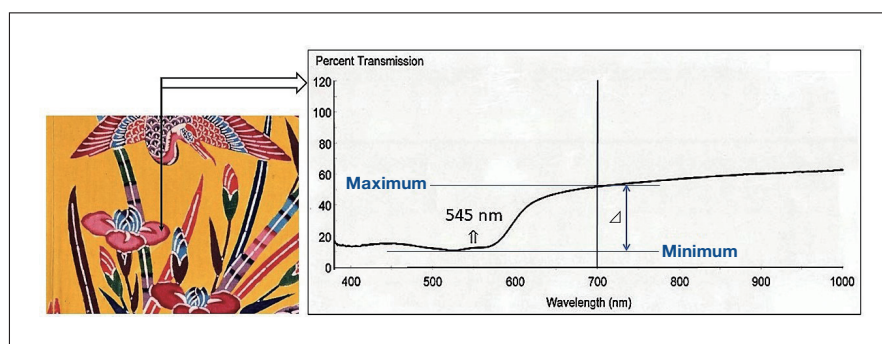 Percent Transmission
120
100
80
Maximum
60
545 nm
⇑
40
⊿
20
Minimum
0
400 500 600 700 800 900 1000
Wavelength (nm)